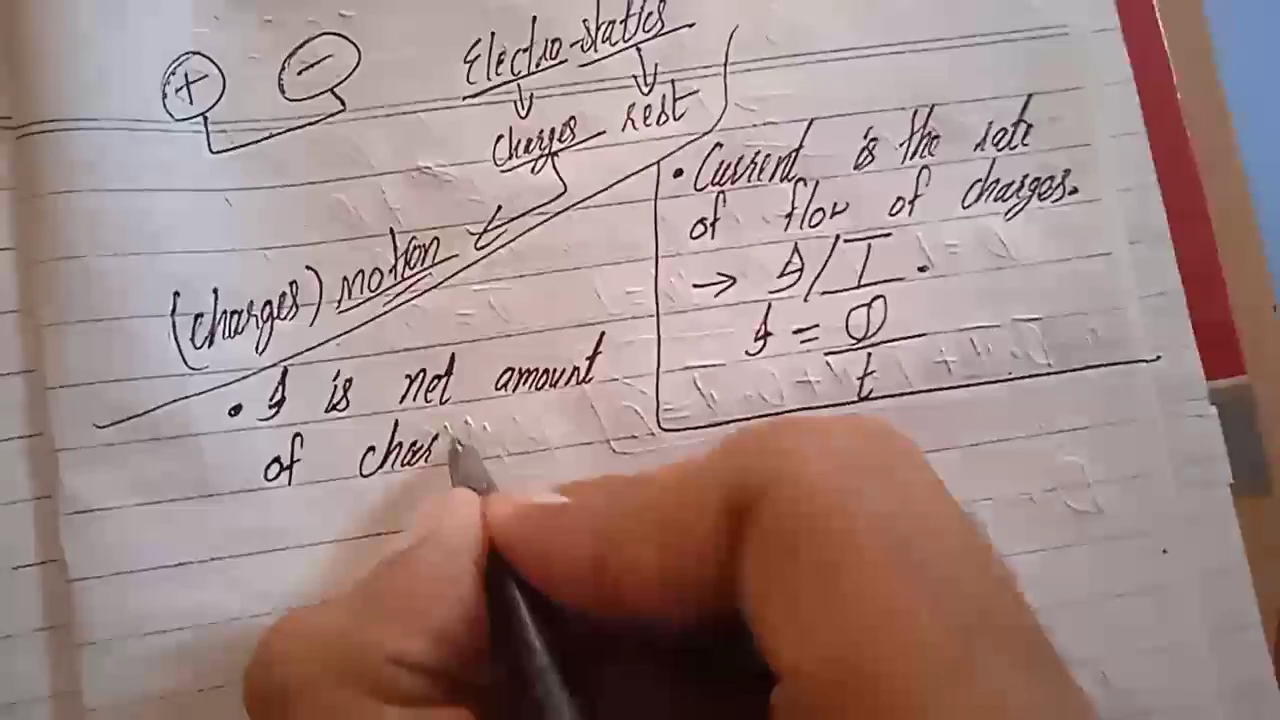 + −
Electro-statics
charges rest
(charges) motion
• Current is the rate
of flow of charges.
→ I/I.
I = Q
t
• I is net amount
of char